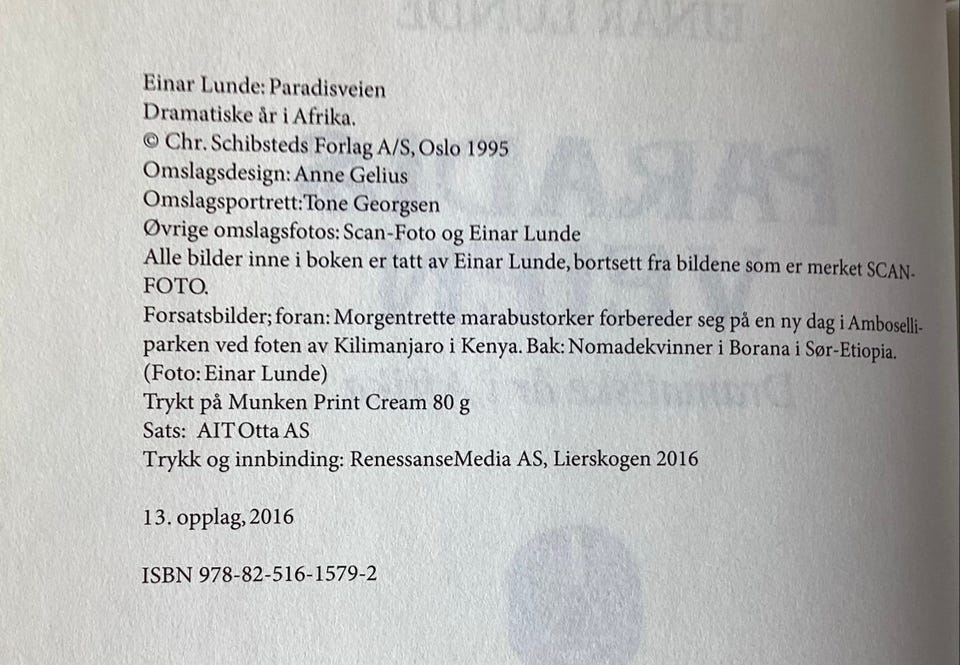 Einar Lunde: Paradisveien
Dramatiske år i Afrika.
© Chr. Schibsteds Forlag A/S, Oslo 1995
Omslagsdesign: Anne Gelius
Omslagsportrett: Tone Georgsen
Øvrige omslagsfotos: Scan-Foto og Einar Lunde
Alle bilder inne i boken er tatt av Einar Lunde, bortsett fra bildene som er merket SCAN-
FOTO.
Forsatsbilder; foran: Morgentrette marabustorker forbereder seg på en ny dag i Amboselli-
parken ved foten av Kilimanjaro i Kenya. Bak: Nomadekvinner i Borana i Sør-Etiopia.
(Foto: Einar Lunde)
Trykt på Munken Print Cream 80 g
Sats: AIT Otta AS
Trykk og innbinding: RenessanseMedia AS, Lierskogen 2016
13. opplag, 2016
ISBN 978-82-516-1579-2